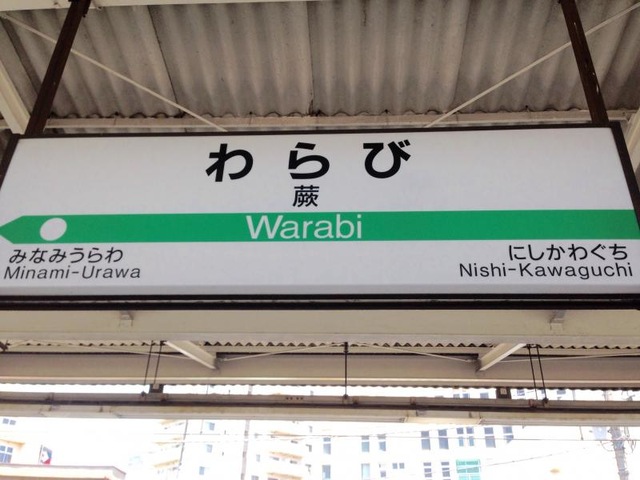 わらび
蕨
Warabi
みなみうらわ
Minami-Urawa
にしかわぐち
Nishi-Kawaguchi